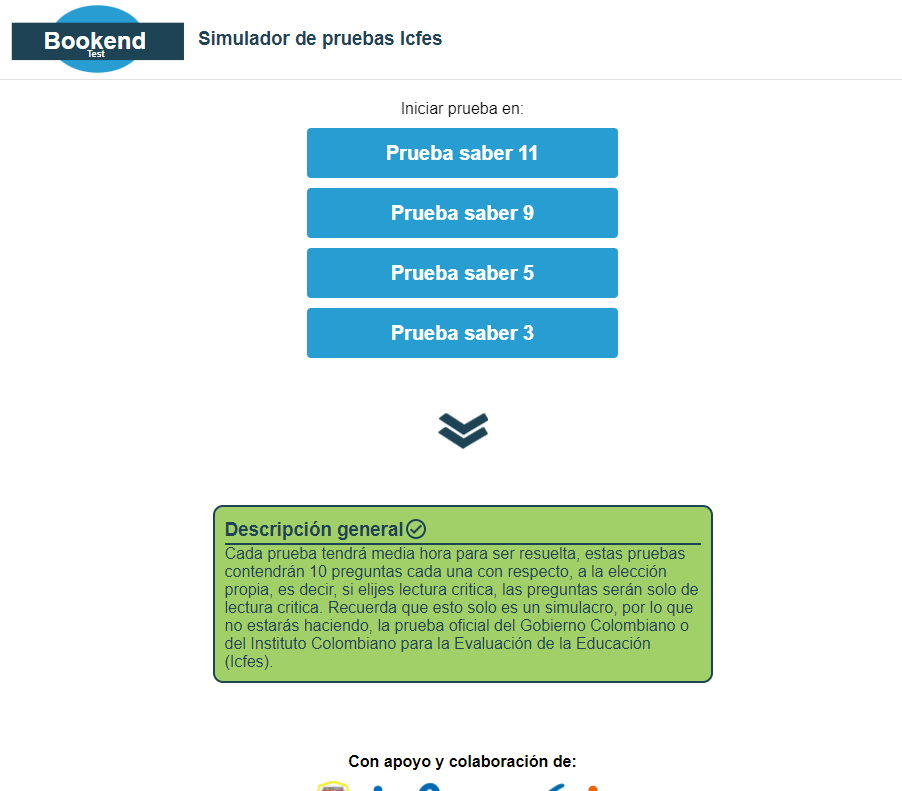 Bookend
Test
Simulador de pruebas Icfes
Iniciar prueba en:
Prueba saber 11
Prueba saber 9
Prueba saber 5
Prueba saber 3
Descripción general
Cada prueba tendrá media hora para ser resuelta, estas pruebas
contendrán 10 preguntas cada una con respecto, a la elección
propia, es decir, si elijes lectura critica, las preguntas serán solo de
lectura critica. Recuerda que esto solo es un simulacro, por lo que
no estarás haciendo, la prueba oficial del Gobierno Colombiano o
del Instituto Colombiano para la Evaluación de la Educación
(Icfes).
Con apoyo y colaboración de: